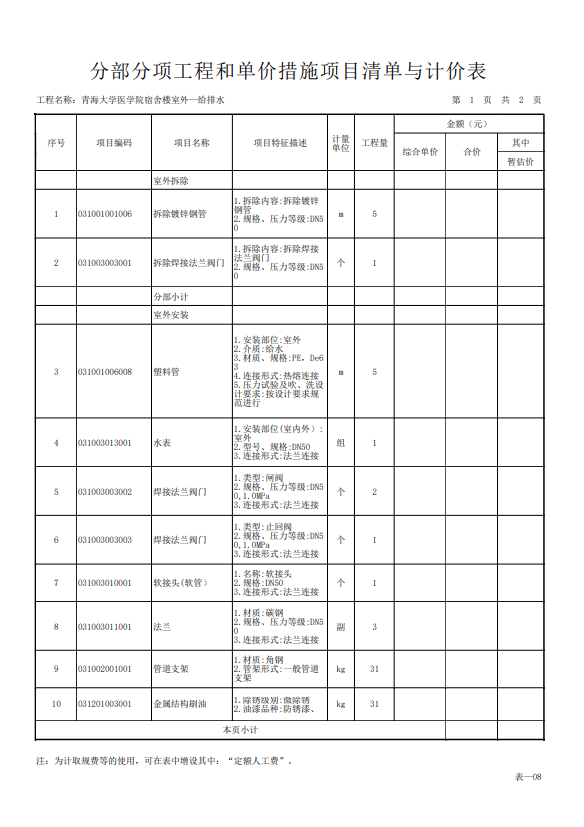 分部分项工程和单价措施项目清单与计价表
工程名称：青海大学医学院宿舍楼室外--给排水 第 1 页 共 2 页
序号 项目编码 项目名称 项目特征描述 计量单位 工程量 金额（元）
综合单价 合价 其中
暂估价
室外拆除
1 031001001006 拆除镀锌钢管 1.拆除内容:拆除镀锌
钢管
2.规格、压力等级:DN5
0 m 5
2 031003003001 拆除焊接法兰阀门 1.拆除内容:拆除焊接
法兰阀门
2.规格、压力等级:DN5
0 个 1
分部小计
室外安装
3 031001006008 塑料管 1.安装部位:室外
2.介质:给水
3.材质、规格:PE，De6
3
4.连接形式:热熔连接
5.压力试验及吹、洗设
计要求:按设计要求规
范进行 m 5
4 031003013001 水表 1.安装部位(室内外）:
室外
2.型号、规格:DN50
3.连接形式:法兰连接 组 1
5 031003003002 焊接法兰阀门 1.类型:闸阀
2.规格、压力等级:DN5
0,1.0MPa
3.连接形式:法兰连接 个 2
6 031003003003 焊接法兰阀门 1.类型:止回阀
2.规格、压力等级:DN5
0,1.0MPa
3.连接形式:法兰连接 个 1
7 031003010001 软接头(软管） 1.名称:软接头
2.规格:DN50
3.连接形式:法兰连接 个 1
8 031003011001 法兰 1.材质:碳钢
2.规格、压力等级:DN5
0
3.连接形式:法兰连接 副 3
9 031002001001 管道支架 1.材质:角钢
2.管架形式:一般管道
支架 kg 31
10 031201003001 金属结构刷油 1.除锈级别:微除锈
2.油漆品种:防锈漆、 kg 31
本页小计
注：为计取规费等的使用，可在表中增设其中：“定额人工费”。
表—08